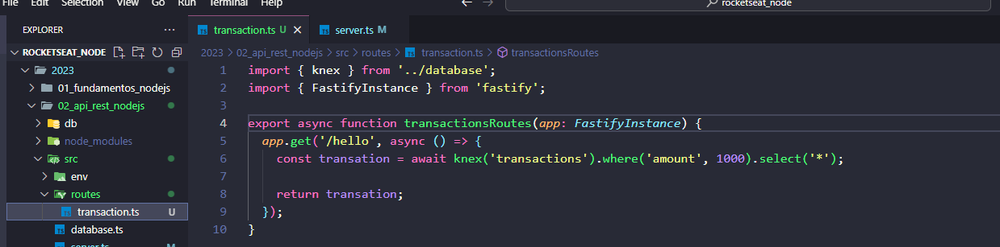 File Edit Selection View Go Run Terminal Help
rocketseat_node
EXPLORER ...
transaction.ts U
server.ts M
ROCKETSEAT_NODE
2023 > 02_api_rest_nodejs > src > routes > transaction.ts > transactionsRoutes
2023
01_fundamentos_nodejs
02_api_rest_nodejs
db
node_modules
src
env
routes
transaction.ts U
database.ts
server.ts M
1 import { knex } from '../database';
2 import { FastifyInstance } from 'fastify';
3
4 export async function transactionsRoutes(app: FastifyInstance) {
5 app.get('/hello', async () => {
6 const transation = await knex('transactions').where('amount', 1000).select('*');
7
8 return transation;
9 });
10 }